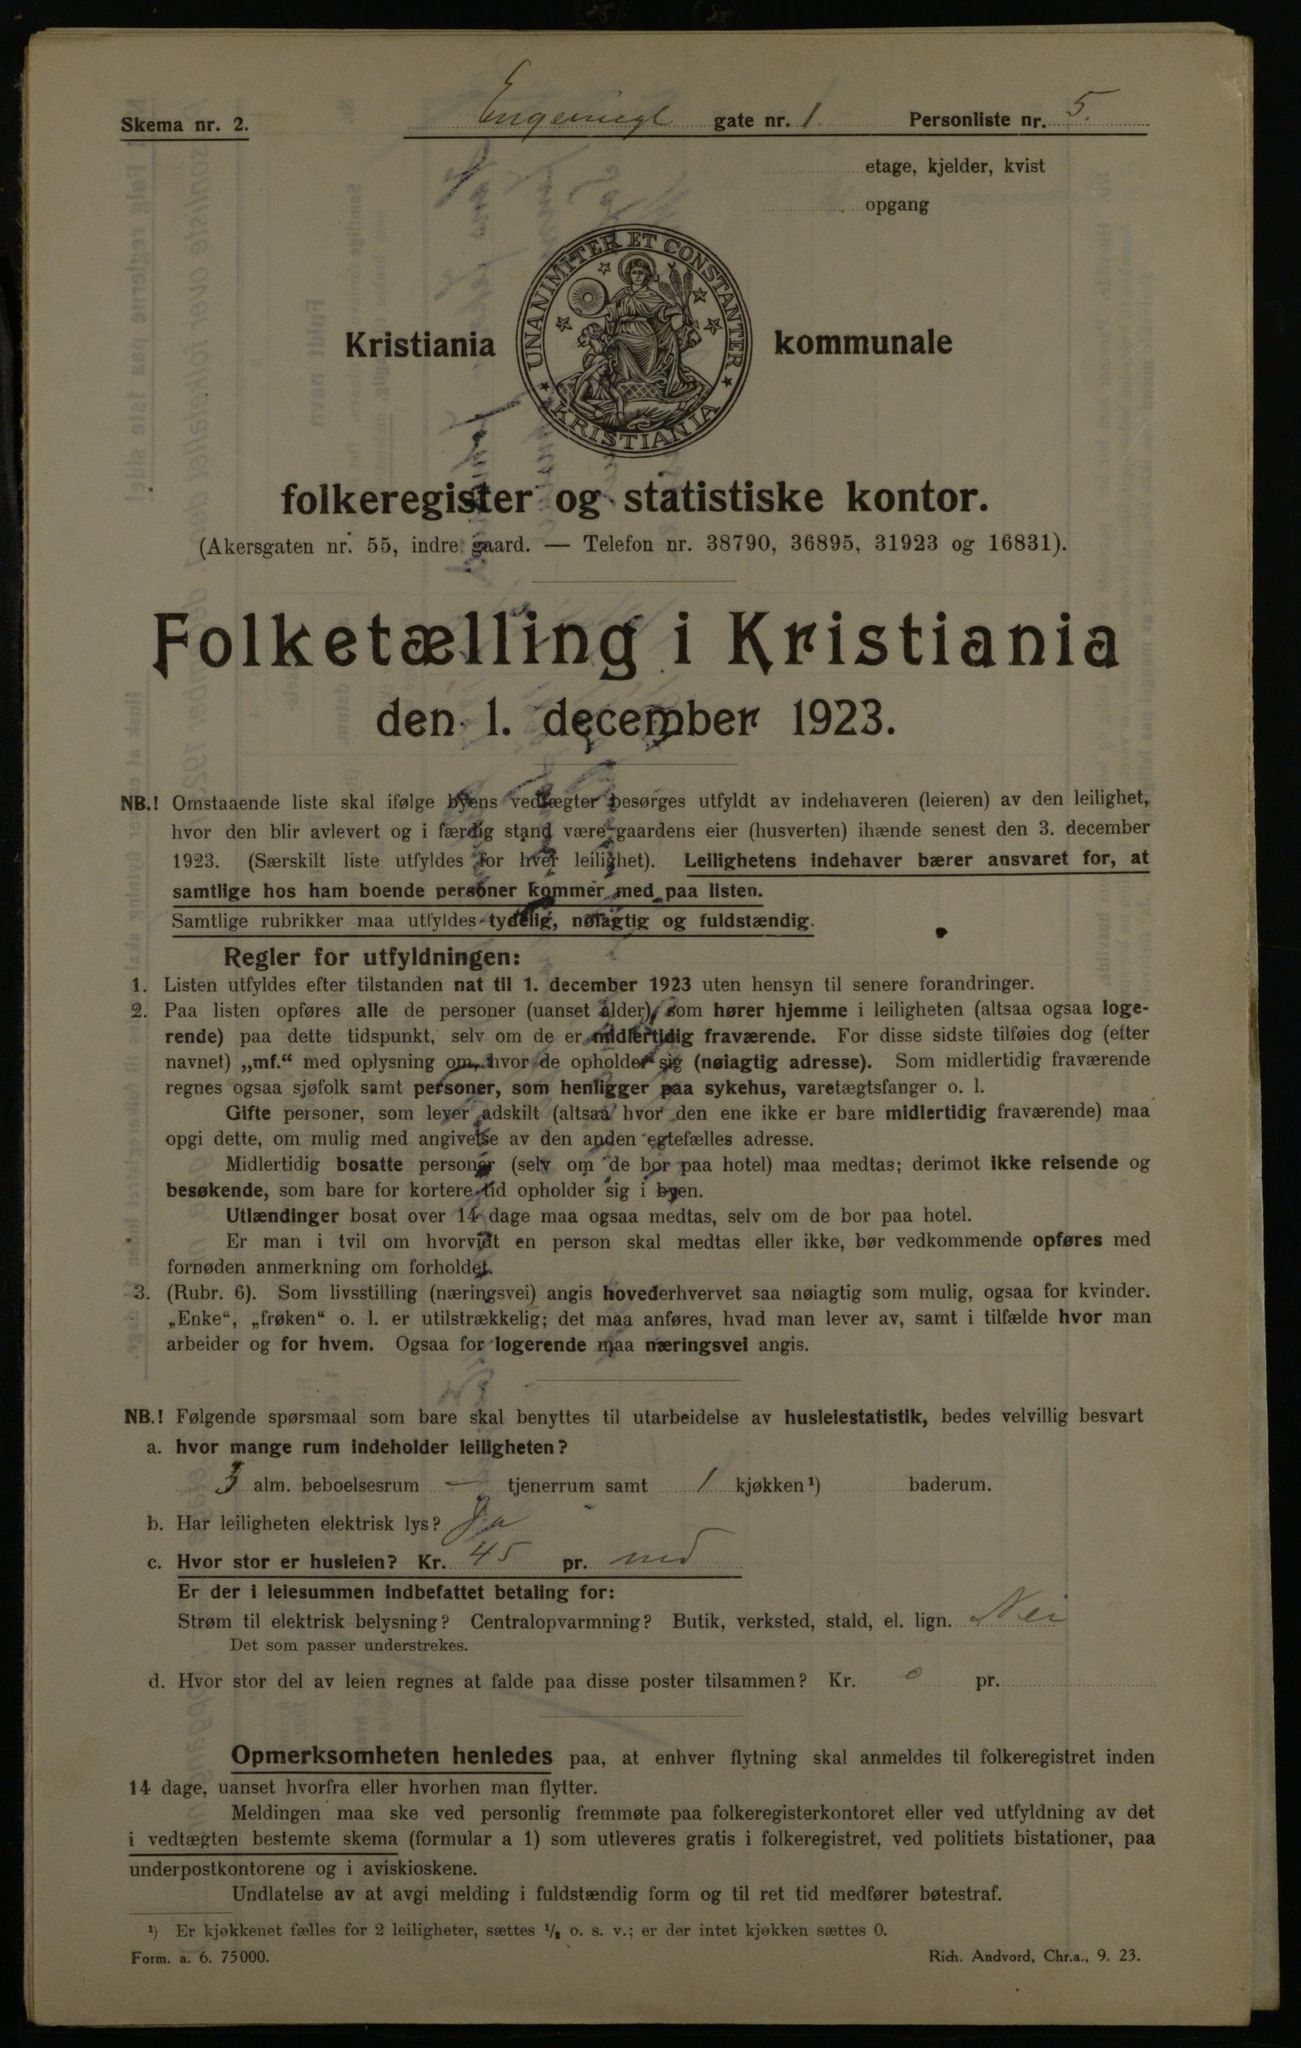 Skema nr. 2. Engeningt gate nr. 1. Personliste nr. 5.
etage, kjelder, kvist
opgang
UNANIMITER ET CONSTANTER
KRISTIANIA
Kristiania kommunale
folkeregister og statistiske kontor.
(Akersgaten nr. 55, indre gaard. — Telefon nr. 38790, 36895, 31923 og 16831).
Folketælling i Kristiania
den 1. december 1923.
NB.! Omstaaende liste skal ifølge byens vedtægter besørges utfyldt av indehaveren (leieren) av den leilighet,
hvor den blir avlevert og i færdig stand være gaardens eier (husverten) ihænde senest den 3. december
1923. (Særskilt liste utfyldes for hver leilighet). Leilighetens indehaver bærer ansvaret for, at
samtlige hos ham boende personer kommer med paa listen.
Samtlige rubrikker maa utfyldes tydelig, nøiagtig og fuldstændig.
Regler for utfyldningen:
1. Listen utfyldes efter tilstanden nat til 1. december 1923 uten hensyn til senere forandringer.
2. Paa listen opføres alle de personer (uanset alder), som hører hjemme i leiligheten (altsaa ogsaa loge-
rende) paa dette tidspunkt, selv om de er midlertidig fraværende. For disse sidste tilføies dog (efter
navnet) „mf.“ med oplysning om, hvor de opholder sig (nøiagtig adresse). Som midlertidig fraværende
regnes ogsaa sjøfolk samt personer, som henligger paa sykehus, varetægtsfanger o. l.
Gifte personer, som lever adskilt (altsaa hvor den ene ikke er bare midlertidig fraværende) maa
opgi dette, om mulig med angivelse av den anden egtefælles adresse.
Midlertidig bosatte personer (selv om de bor paa hotel) maa medtas; derimot ikke reisende og
besøkende, som bare for kortere tid opholder sig i byen.
Utlændinger bosat over 14 dage maa ogsaa medtas, selv om de bor paa hotel.
Er man i tvil om hvorvidt en person skal medtas eller ikke, bør vedkommende opføres med
fornøden anmerkning om forholdet.
3. (Rubr. 6). Som livsstilling (næringsvei) angis hovederhvervet saa nøiagtig som mulig, ogsaa for kvinder.
„Enke“, „frøken“ o. l. er utilstrækkelig; det maa anføres, hvad man lever av, samt i tilfælde hvor man
arbeider og for hvem. Ogsaa for logerende maa næringsvei angis.
NB.! Følgende spørsmaal som bare skal benyttes til utarbeidelse av husleiestatistik, bedes velvillig besvart
a. hvor mange rum indeholder leiligheten?
3 alm. beboelsesrum — tjenerrum samt 1 kjøkken¹) baderum.
b. Har leiligheten elektrisk lys? Ja
c. Hvor stor er husleien? Kr. 45 pr. md
Er der i leiesummen indbefattet betaling for:
Strøm til elektrisk belysning? Centralopvarmning? Butik, verksted, stald, el. lign. Nei
Det som passer understrekes.
d. Hvor stor del av leien regnes at falde paa disse poster tilsammen? Kr. 0 pr.
Opmerksomheten henledes paa, at enhver flytning skal anmeldes til folkeregistret inden
14 dage, uanset hvorfra eller hvorhen man flytter.
Meldingen maa ske ved personlig fremmøte paa folkeregisterkontoret eller ved utfyldning av det
i vedtægten bestemte skema (formular a 1) som utleveres gratis i folkeregistret, ved politiets bistationer, paa
underpostkontorene og i aviskioskene.
Undlatelse av at avgi melding i fuldstændig form og til ret tid medfører bøtestraf.
¹) Er kjøkkenet fælles for 2 leiligheter, sættes ¹/₂ o. s. v.; er der intet kjøkken sættes 0.
Form. a. 6. 75000. Rich. Andvord, Chr.a., 9. 23.